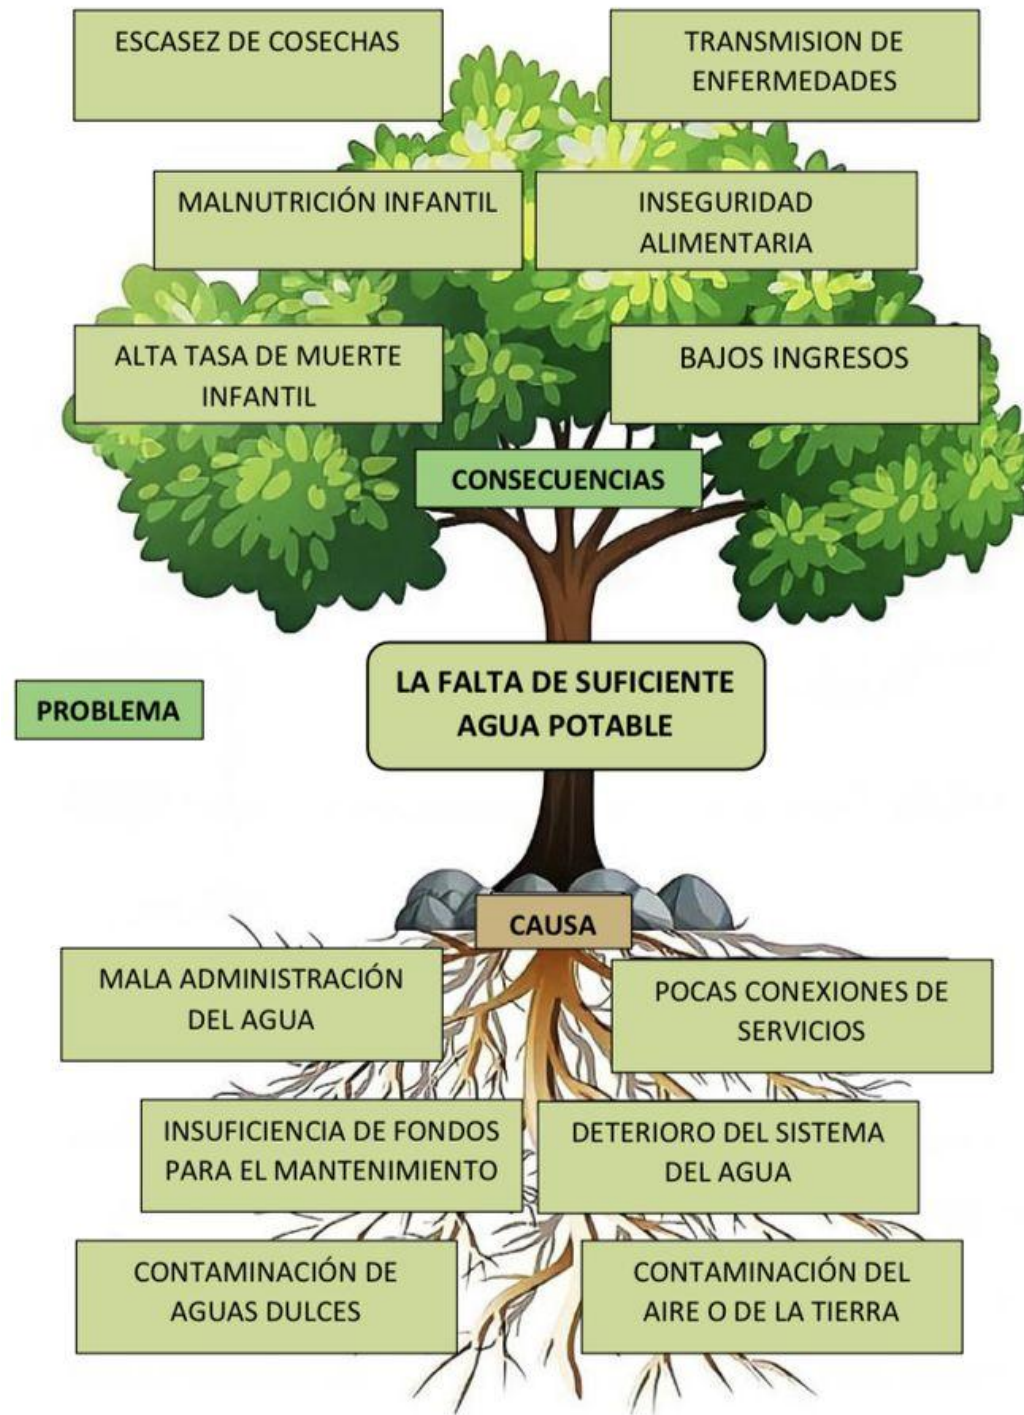 ESCASEZ DE COSECHAS
TRANSMISION DE
ENFERMEDADES
MALNUTRICIÓN INFANTIL
INSEGURIDAD
ALIMENTARIA
ALTA TASA DE MUERTE
INFANTIL
BAJOS INGRESOS
CONSECUENCIAS
PROBLEMA
LA FALTA DE SUFICIENTE
AGUA POTABLE
CAUSA
MALA ADMINISTRACIÓN
DEL AGUA
POCAS CONEXIONES DE
SERVICIOS
INSUFICIENCIA DE FONDOS
PARA EL MANTENIMIENTO
DETERIORO DEL SISTEMA
DEL AGUA
CONTAMINACIÓN DE
AGUAS DULCES
CONTAMINACIÓN DEL
AIRE O DE LA TIERRA